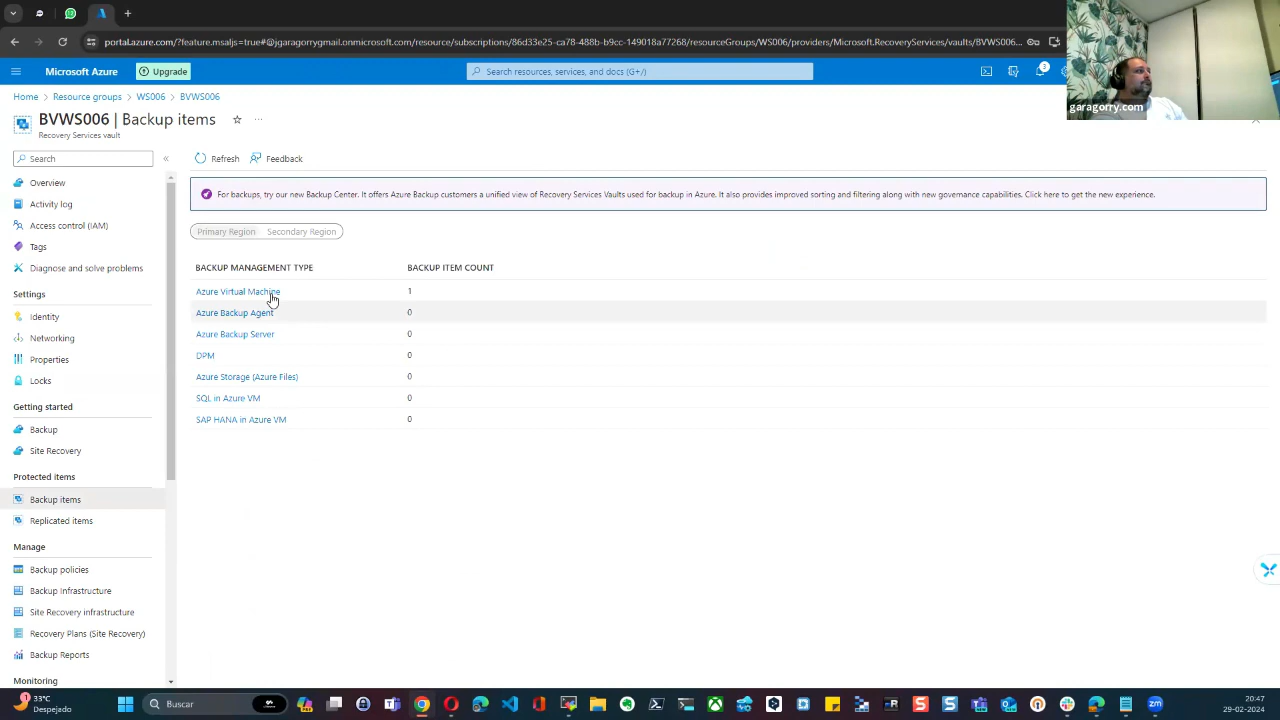 portal.azure.com/?feature.msaljs=true#@jgaragorrygmail.onmicrosoft.com/resource/subscriptions/86d33e25-ca78-488b-b9cc-149018a77268/resourceGroups/WS006/providers/Microsoft.RecoveryServices/vaults/BVWS006...
Microsoft Azure
Upgrade
Search resources, services, and docs (G+/)
2
garagorry.com
Home > Resource groups > WS006 > BVWS006
BVWS006 | Backup items
Recovery Services vault
Search
Refresh
Feedback
Overview
Activity log
Access control (IAM)
Tags
Diagnose and solve problems
Settings
Identity
Networking
Properties
Locks
Getting started
Backup
Site Recovery
Protected items
Backup items
Replicated items
Manage
Backup policies
Backup Infrastructure
Site Recovery infrastructure
Recovery Plans (Site Recovery)
Backup Reports
Monitoring
For backups, try our new Backup Center. It offers Azure Backup customers a unified view of Recovery Services Vaults used for backup in Azure. It also provides improved sorting and filtering along with new governance capabilities. Click here to get the new experience.
Primary Region Secondary Region
BACKUP MANAGEMENT TYPE BACKUP ITEM COUNT
Azure Virtual Machine 1
Azure Backup Agent 0
Azure Backup Server 0
DPM 0
Azure Storage (Azure Files) 0
SQL in Azure VM 0
SAP HANA in Azure VM 0
1
33°C
Despejado
Buscar
20:47
29-02-2024